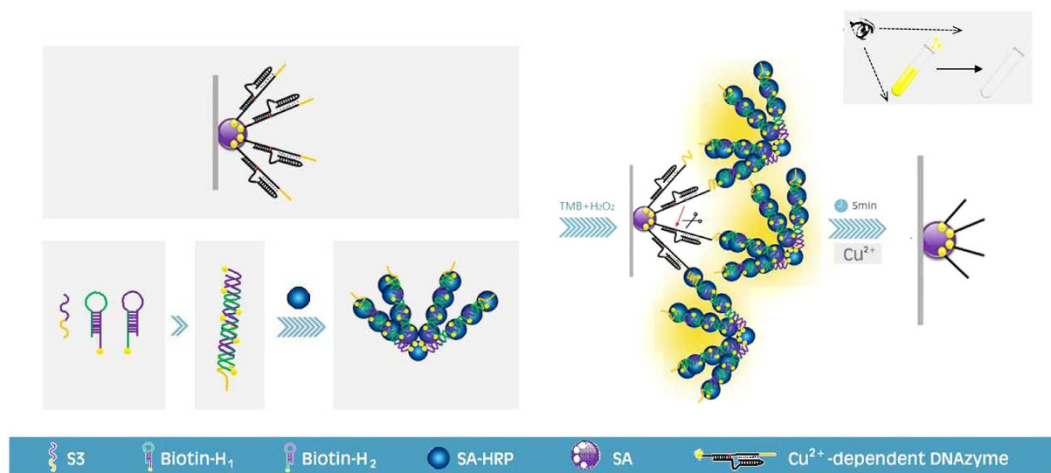 TMB+H₂O₂
5min
Cu²⁺
S3
Biotin-H₁
Biotin-H₂
SA-HRP
SA
Cu²⁺-dependent DNAzyme